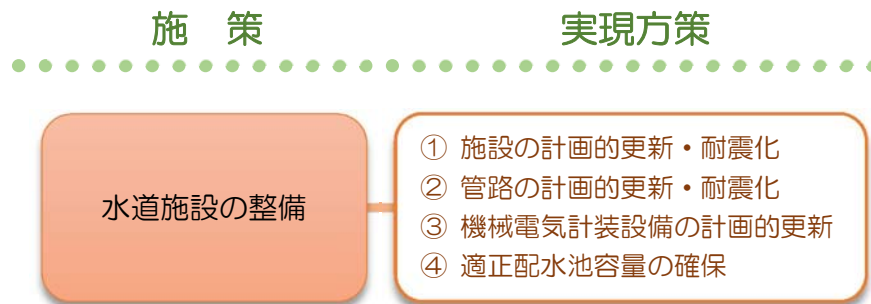 施　策
実現方策
水道施設の整備
① 施設の計画的更新・耐震化
② 管路の計画的更新・耐震化
③ 機械電気計装設備の計画的更新
④ 適正配水池容量の確保